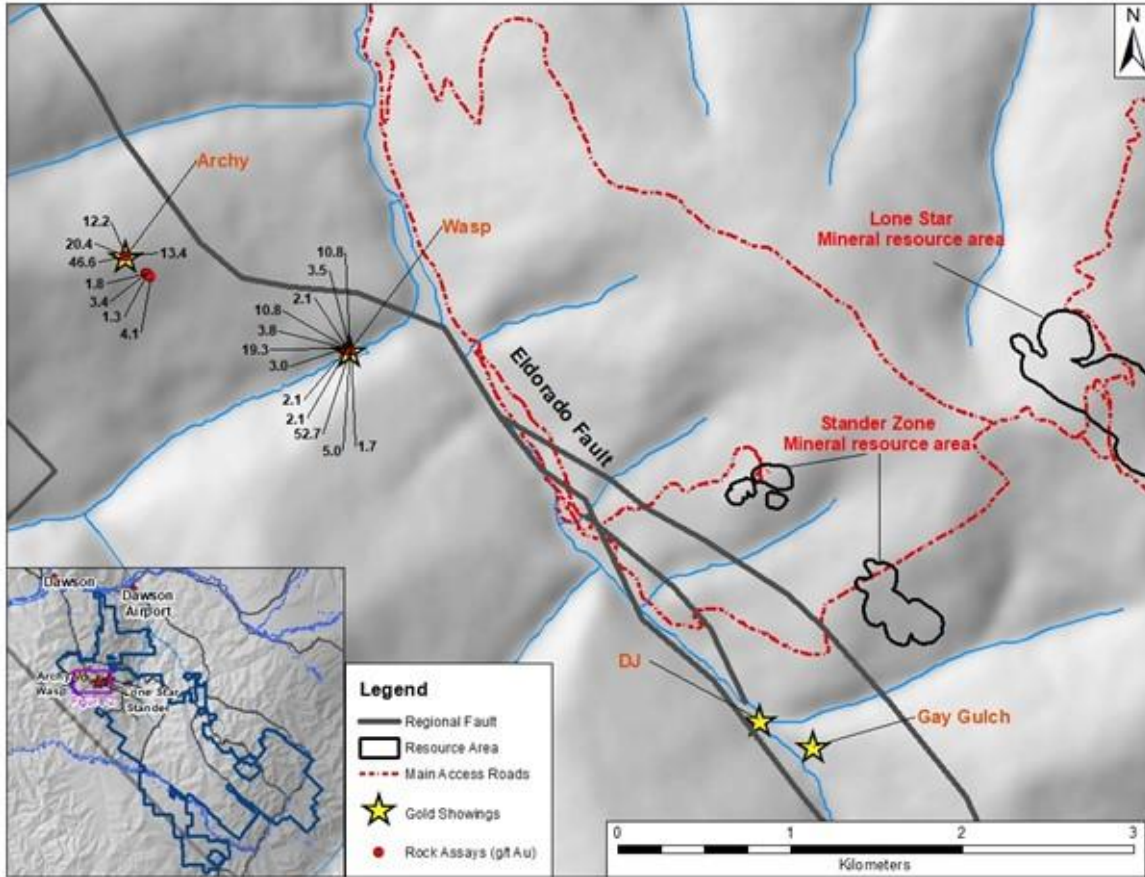 N
Archy
12.2
20.4
13.4
46.6
1.8
3.4
1.3
4.1
Wasp
10.8
3.5
2.1
10.8
3.8
19.3
3.0
2.1
2.1
52.7
5.0
1.7
Eldorado Fault
Lone Star
Mineral resource area
Stander Zone
Mineral resource area
DJ
Gay Gulch
Dawson
Dawson
Airport
Archy
Wasp
Lone Star
Stander
Legend
Regional Fault
Resource Area
Main Access Roads
Gold Showings
Rock Assays (g/t Au)
0
1
2
3
Kilometers